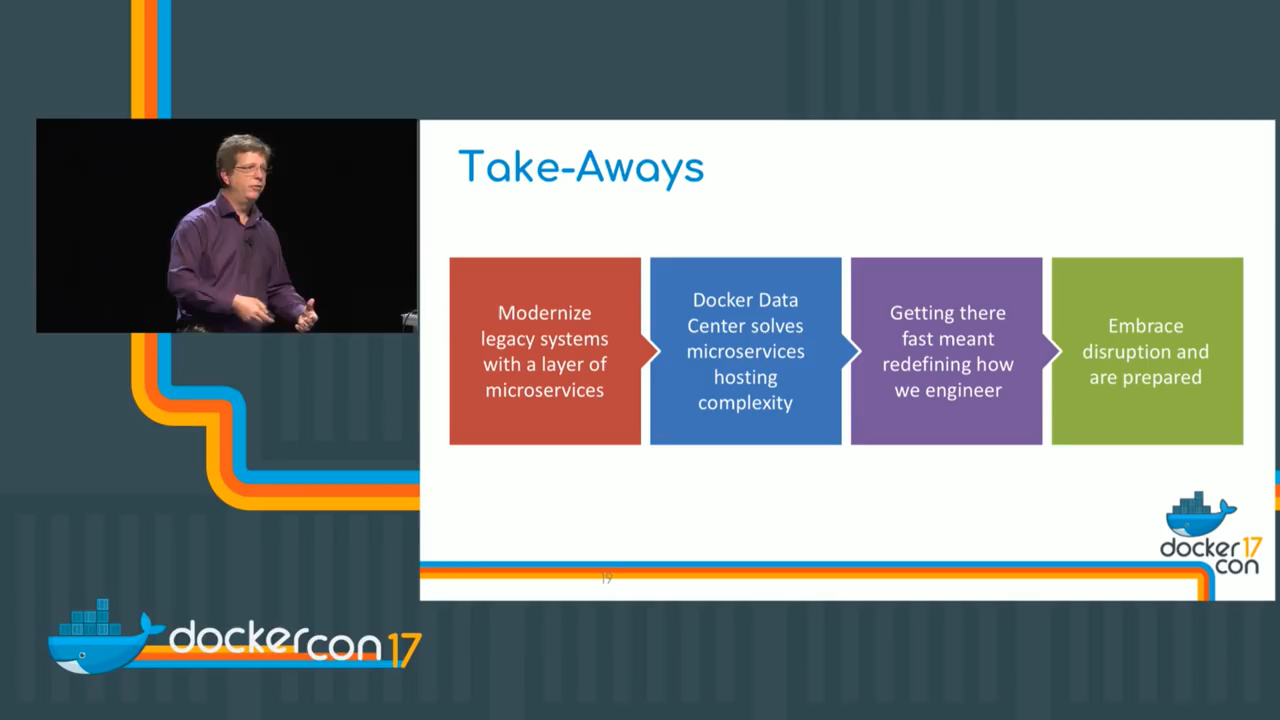 Take-Aways
Modernize
legacy systems
with a layer of
microservices
Docker Data
Center solves
microservices
hosting
complexity
Getting there
fast meant
redefining how
we engineer
Embrace
disruption and
are prepared
docker 17
con
19
dockercon 17